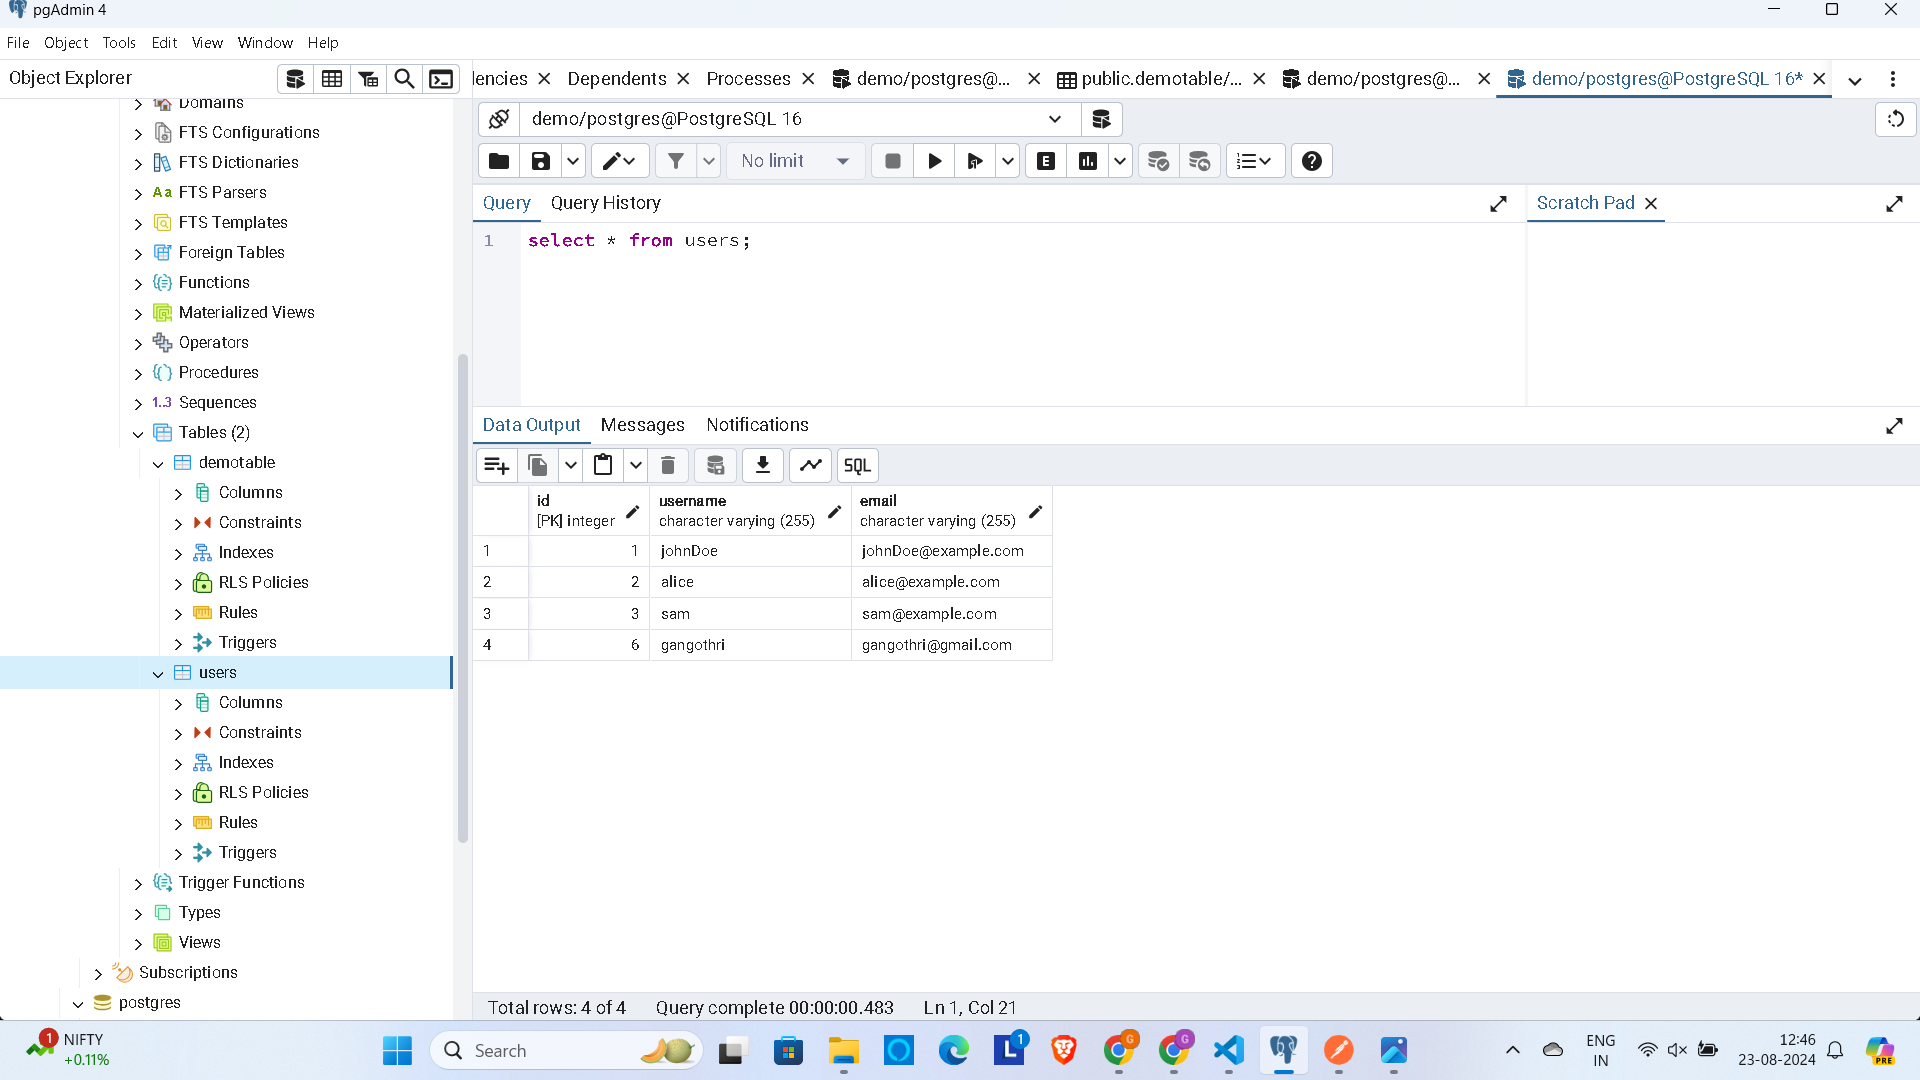 pgAdmin 4
File Object Tools Edit View Window Help
Object Explorer
dencies Dependents Processes demo/postgres@... public.demotable/... demo/postgres@... demo/postgres@PostgreSQL 16*
demo/postgres@PostgreSQL 16
No limit
E
Query Query History
Scratch Pad
1 select * from users;
Domains
FTS Configurations
FTS Dictionaries
Aa FTS Parsers
FTS Templates
Foreign Tables
Functions
Materialized Views
Operators
Procedures
1..3 Sequences
Tables (2)
demotable
Columns
Constraints
Indexes
RLS Policies
Rules
Triggers
users
Columns
Constraints
Indexes
RLS Policies
Rules
Triggers
Trigger Functions
Types
Views
Subscriptions
postgres
Data Output Messages Notifications
SQL
id username email
[PK] integer character varying (255) character varying (255)
1 1 johnDoe johnDoe@example.com
2 2 alice alice@example.com
3 3 sam sam@example.com
4 6 gangothri gangothri@gmail.com
Total rows: 4 of 4 Query complete 00:00:00.483 Ln 1, Col 21
1 NIFTY
+0.11%
Search
L 1
G
G
ENG
IN
12:46
23-08-2024
PRE